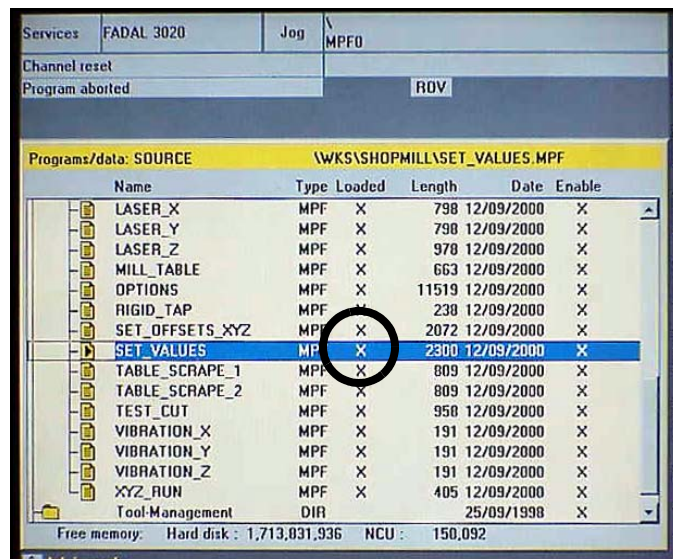 Services FADAL 3020 Jog \
MPF0
Channel reset
Program aborted ROV
Programs/data: SOURCE \WKS\SHOPMILL\SET_VALUES.MPF
Name Type Loaded Length Date Enable
LASER_X MPF X 798 12/09/2000 X
LASER_Y MPF X 798 12/09/2000 X
LASER_Z MPF X 978 12/09/2000 X
MILL_TABLE MPF X 663 12/09/2000 X
OPTIONS MPF X 11519 12/09/2000 X
RIGID_TAP MPF X 238 12/09/2000 X
SET_OFFSETS_XYZ MPF X 2072 12/09/2000 X
SET_VALUES MPF X 2300 12/09/2000 X
TABLE_SCRAPE_1 MPF X 809 12/09/2000 X
TABLE_SCRAPE_2 MPF X 809 12/09/2000 X
TEST_CUT MPF X 958 12/09/2000 X
VIBRATION_X MPF X 191 12/09/2000 X
VIBRATION_Y MPF X 191 12/09/2000 X
VIBRATION_Z MPF X 191 12/09/2000 X
XYZ_RUN MPF X 405 12/09/2000 X
Tool-Management DIR 25/09/1998 X
Free memory: Hard disk : 1,713,831,936 NCU : 150,092